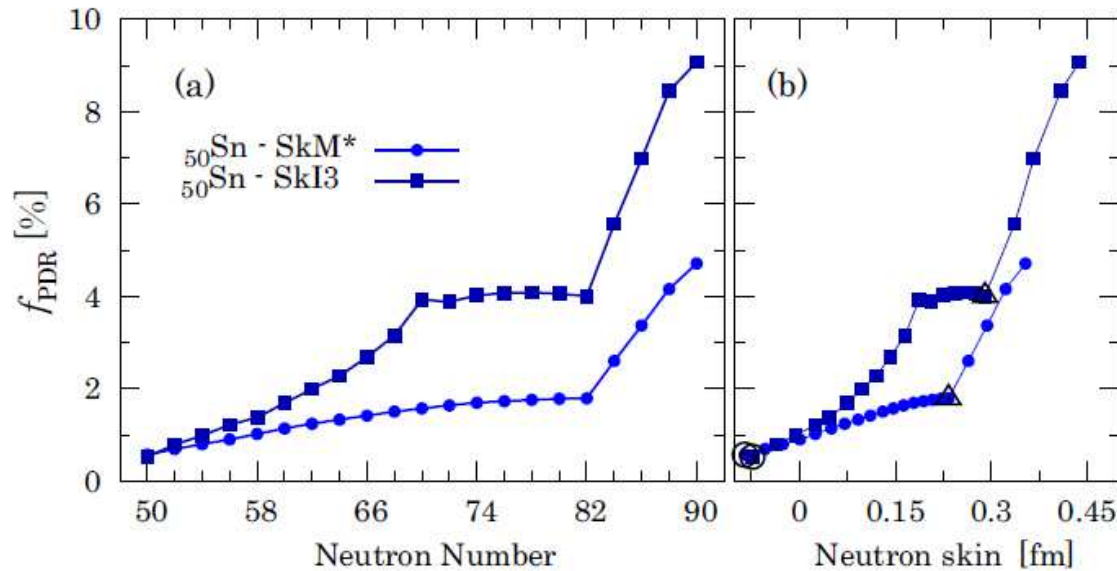 10
8
6
4
2
0
f_PDR [%]
(a)
₅₀Sn - SkM*
₅₀Sn - SkI3
50 58 66 74 82 90
Neutron Number
(b)
0 0.15 0.3 0.45
Neutron skin [fm]